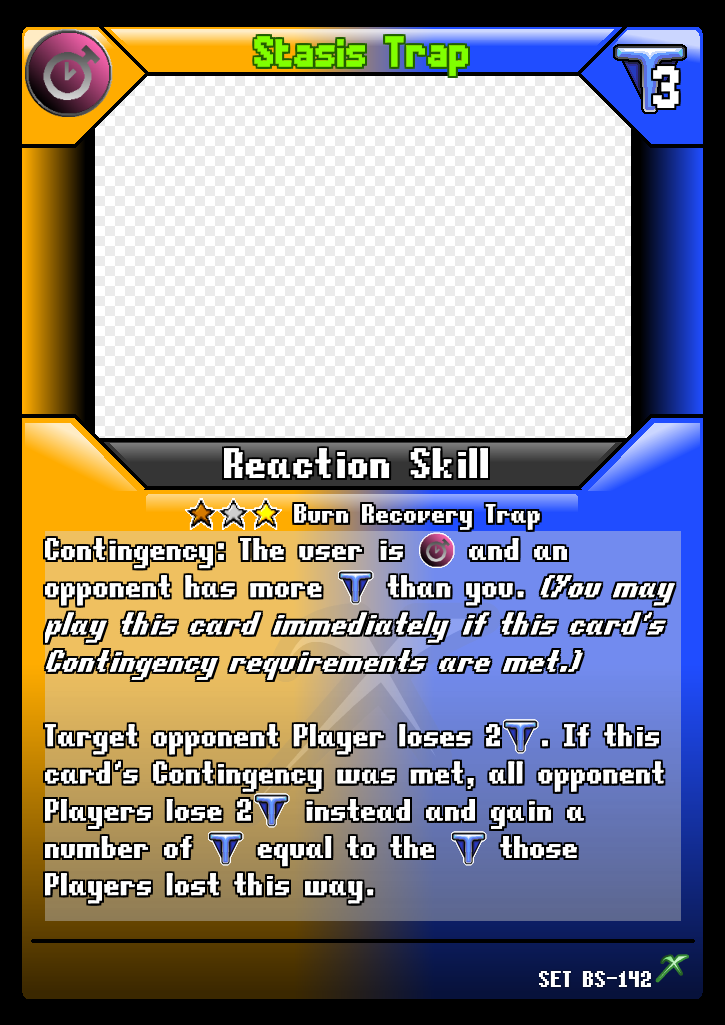 Stasis Trap
T3
Reaction Skill
Burn Recovery Trap
Contingency: The user is and an
opponent has more T than you. (You may
play this card immediately if this card's
Contingency requirements are met.)
Target opponent Player loses 2T. If this
card's Contingency was met, all opponent
Players lose 2T instead and gain a
number of T equal to the T those
Players lost this way.
SET BS-142